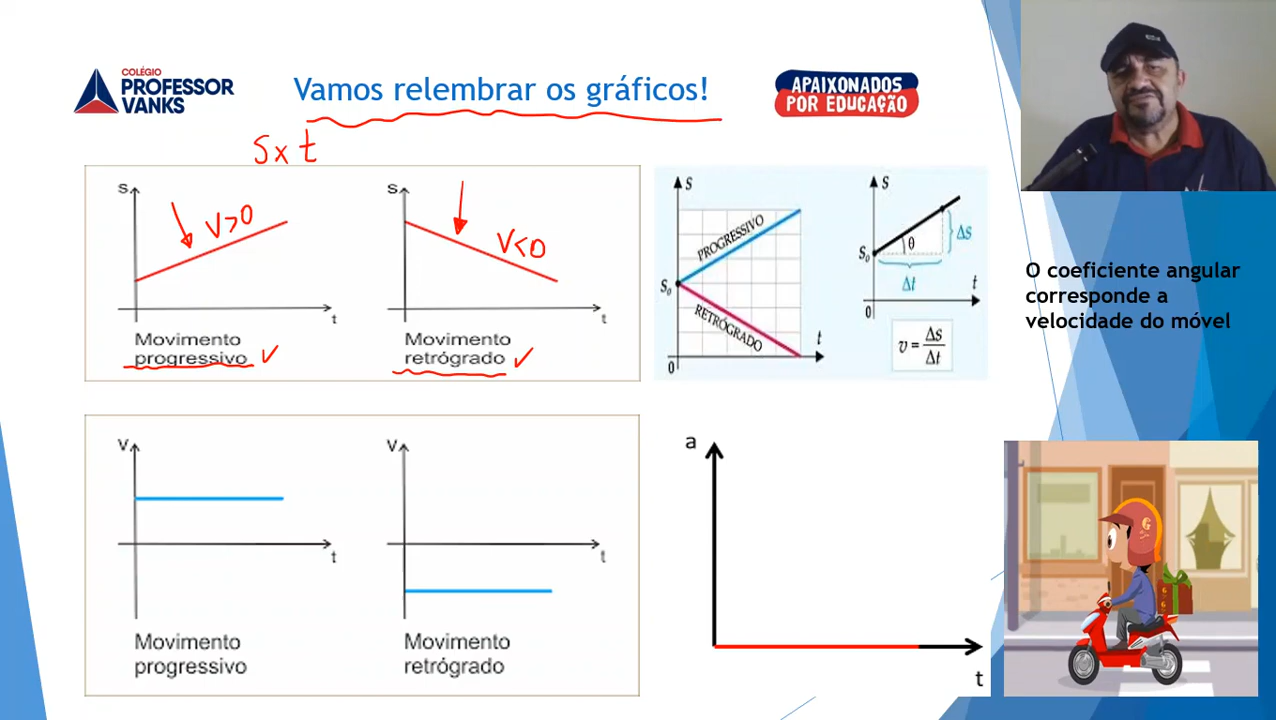 COLÉGIO
PROFESSOR
VANKS
Vamos relembrar os gráficos!
APAIXONADOS
POR EDUCAÇÃO
S x t
s
V>0
t
Movimento
progressivo
s
V<0
t
Movimento
retrógrado
s
PROGRESSIVO
S₀
RETRÓGRADO
t
0
s
S₀
θ
Δs
Δt
t
0
v = Δs/Δt
O coeficiente angular
corresponde a
velocidade do móvel
v
t
Movimento
progressivo
v
t
Movimento
retrógrado
a
t